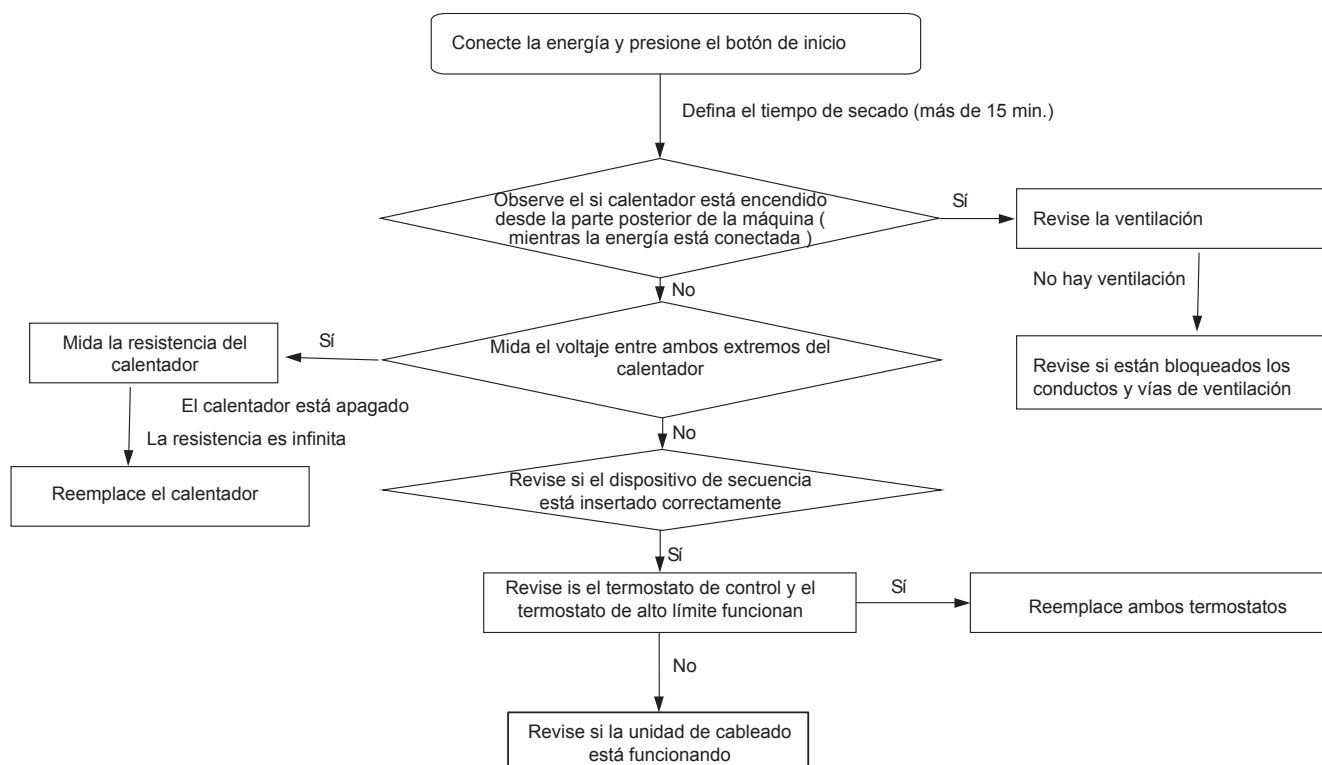 Conecte la energía y presione el botón de inicio
Defina el tiempo de secado (más de 15 min.)
Observe el si calentador está encendido
desde la parte posterior de la máquina (
mientras la energía está conectada )
Sí
Revise la ventilación
No hay ventilación
No
Mida la resistencia del
calentador
Sí
Mida el voltaje entre ambos extremos del
calentador
Revise si están bloqueados los
conductos y vías de ventilación
El calentador está apagado
La resistencia es infinita
No
Reemplace el calentador
Revise si el dispositivo de secuencia
está insertado correctamente
Sí
Revise is el termostato de control y el
termostato de alto límite funcionan
Sí
Reemplace ambos termostatos
No
Revise si la unidad de cableado
está funcionando